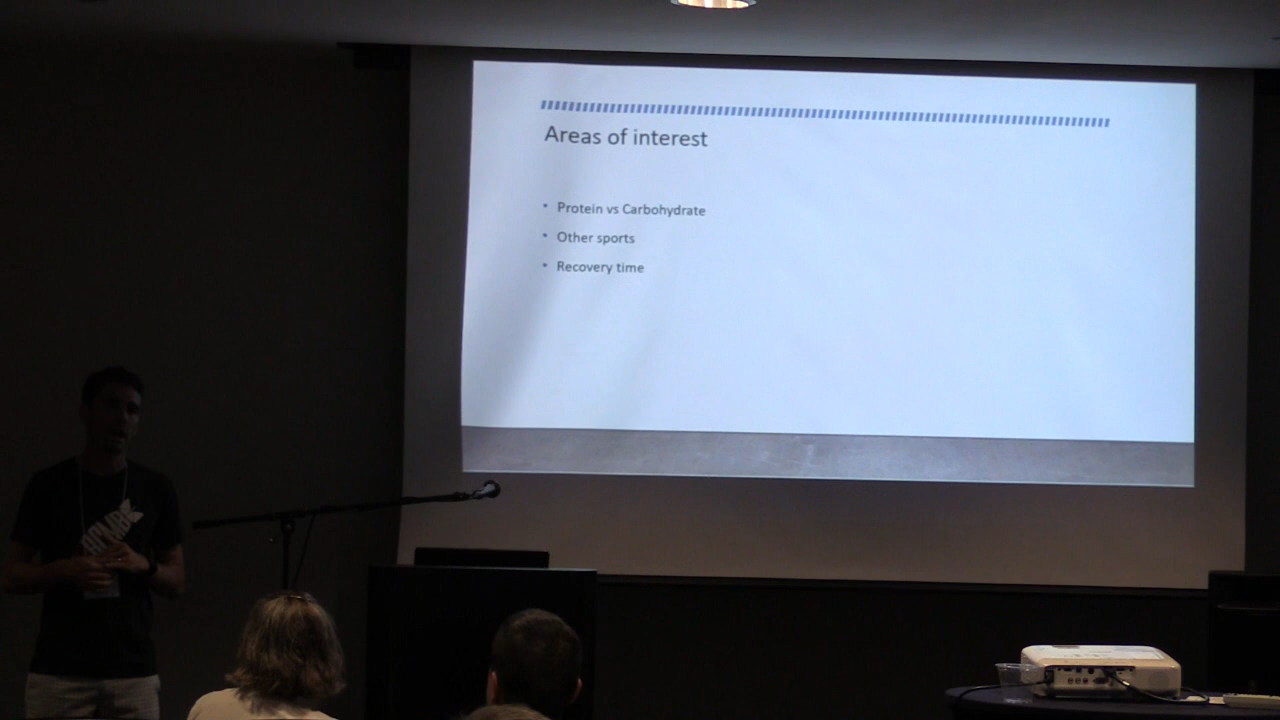 Areas of interest
• Protein vs Carbohydrate
• Other sports
• Recovery time